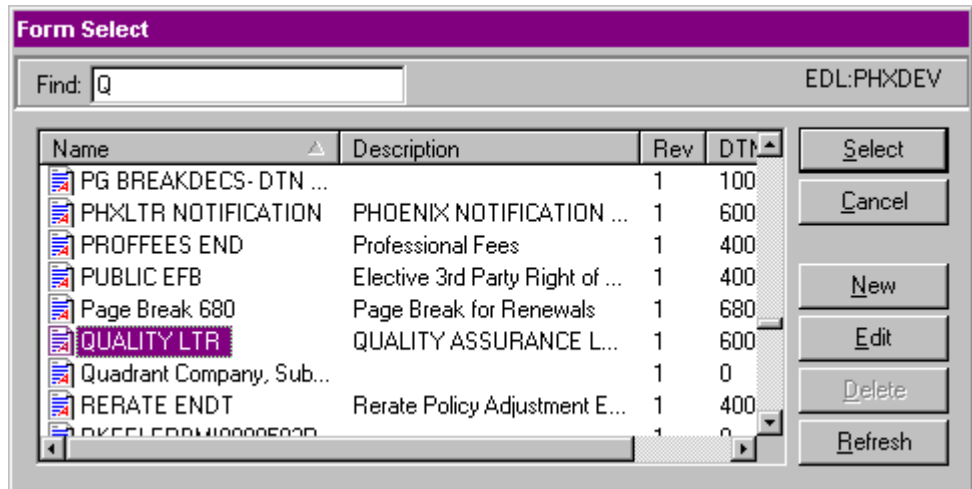 Form Select
Find: Q EDL:PHXDEV
Name Description Rev
PG BREAKDECS- DTN ... 1 100
PHXLTR NOTIFICATION PHOENIX NOTIFICATION ... 1 600
PROFFEES END Professional Fees 1 400
PUBLIC EFB Elective 3rd Party Right of ... 1 400
Page Break 680 Page Break for Renewals 1 680
QUALITY LTR QUALITY ASSURANCE L... 1 600
Quadrant Company, Sub... 1 0
RERATE ENDT Rerate Policy Adjustment E... 1 400
Select
Cancel
New
Edit
Delete
Refresh